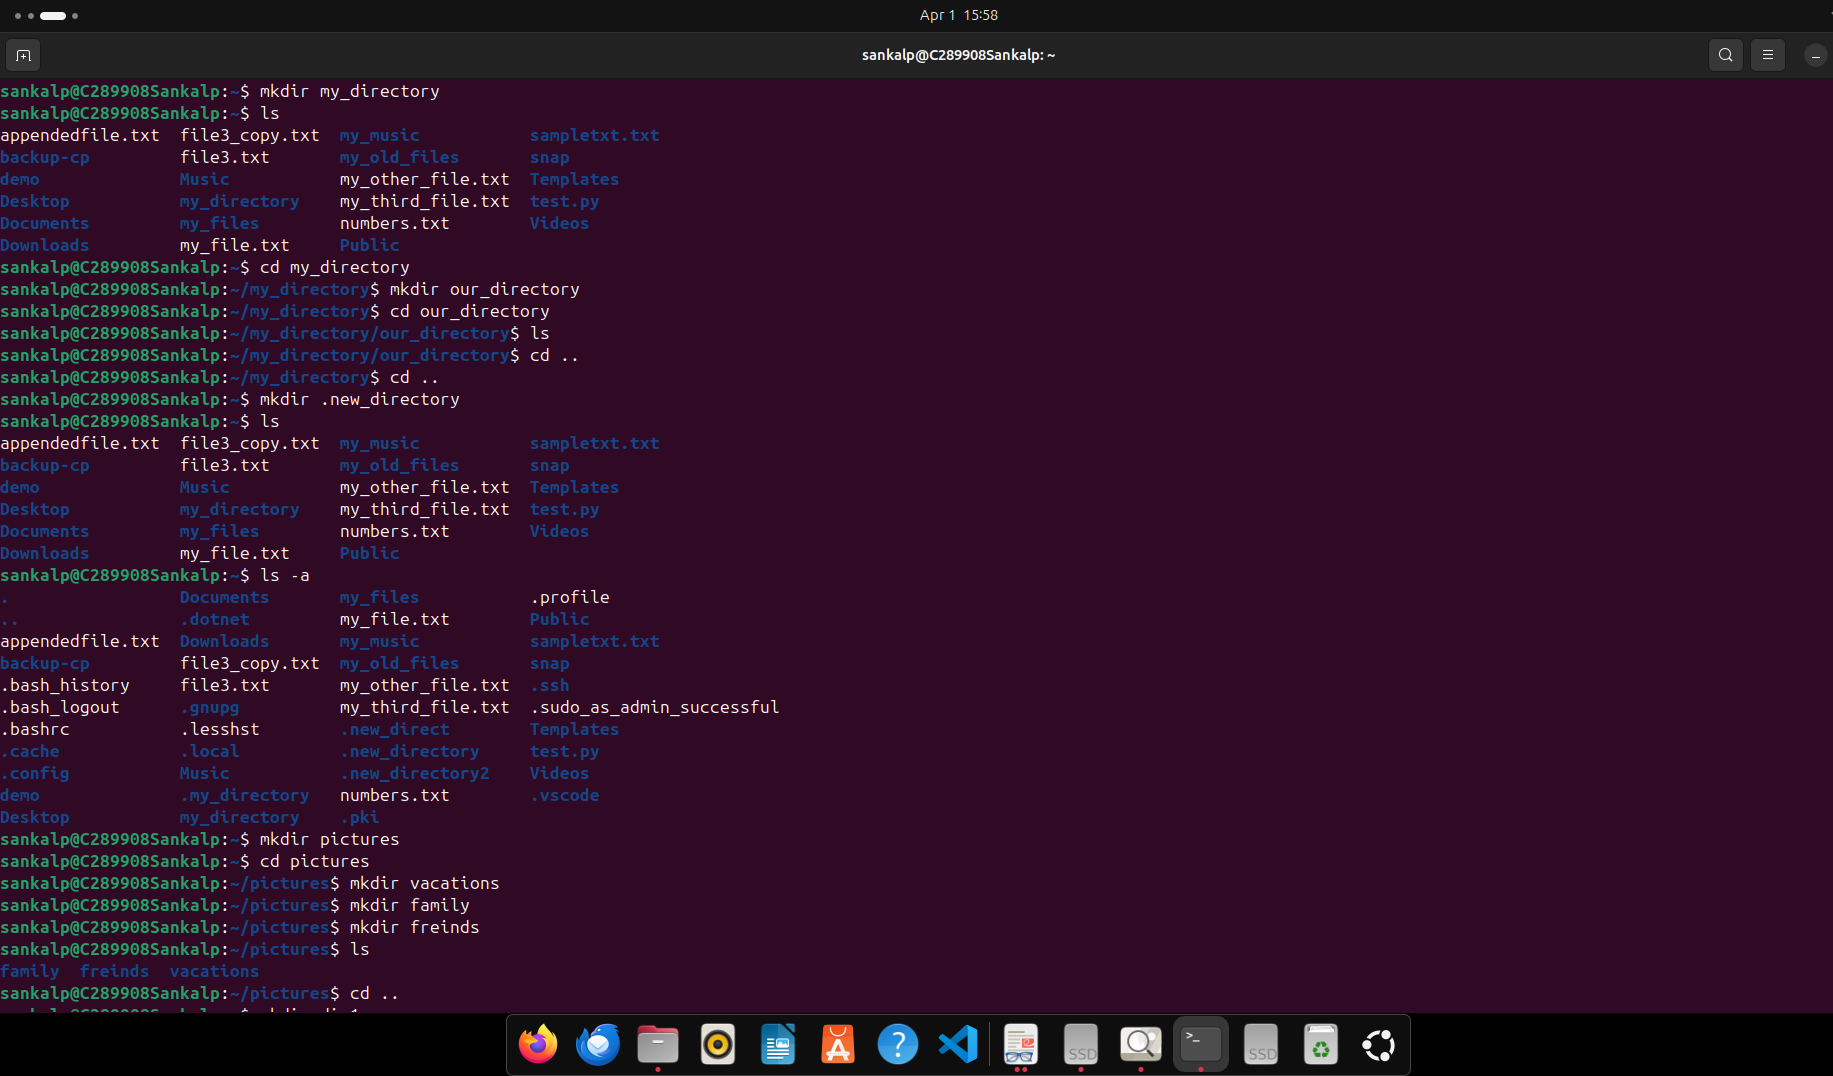 Apr 1 15:58
sankalp@C289908Sankalp: ~
sankalp@C289908Sankalp:~$ mkdir my_directory
sankalp@C289908Sankalp:~$ ls
appendedfile.txt file3_copy.txt my_music sampletxt.txt
backup-cp file3.txt my_old_files snap
demo Music my_other_file.txt Templates
Desktop my_directory my_third_file.txt test.py
Documents my_files numbers.txt Videos
Downloads my_file.txt Public
sankalp@C289908Sankalp:~$ cd my_directory
sankalp@C289908Sankalp:~/my_directory$ mkdir our_directory
sankalp@C289908Sankalp:~/my_directory$ cd our_directory
sankalp@C289908Sankalp:~/my_directory/our_directory$ ls
sankalp@C289908Sankalp:~/my_directory/our_directory$ cd ..
sankalp@C289908Sankalp:~/my_directory$ cd ..
sankalp@C289908Sankalp:~$ mkdir .new_directory
sankalp@C289908Sankalp:~$ ls
appendedfile.txt file3_copy.txt my_music sampletxt.txt
backup-cp file3.txt my_old_files snap
demo Music my_other_file.txt Templates
Desktop my_directory my_third_file.txt test.py
Documents my_files numbers.txt Videos
Downloads my_file.txt Public
sankalp@C289908Sankalp:~$ ls -a
. Documents my_files .profile
.. .dotnet my_file.txt Public
appendedfile.txt Downloads my_music sampletxt.txt
backup-cp file3_copy.txt my_old_files snap
.bash_history file3.txt my_other_file.txt .ssh
.bash_logout .gnupg my_third_file.txt .sudo_as_admin_successful
.bashrc .lesshst .new_direct Templates
.cache .local .new_directory test.py
.config Music .new_directory2 Videos
demo .my_directory numbers.txt .vscode
Desktop my_directory .pki
sankalp@C289908Sankalp:~$ mkdir pictures
sankalp@C289908Sankalp:~$ cd pictures
sankalp@C289908Sankalp:~/pictures$ mkdir vacations
sankalp@C289908Sankalp:~/pictures$ mkdir family
sankalp@C289908Sankalp:~/pictures$ mkdir freinds
sankalp@C289908Sankalp:~/pictures$ ls
family freinds vacations
sankalp@C289908Sankalp:~/pictures$ cd ..
? SSD >_ SSD